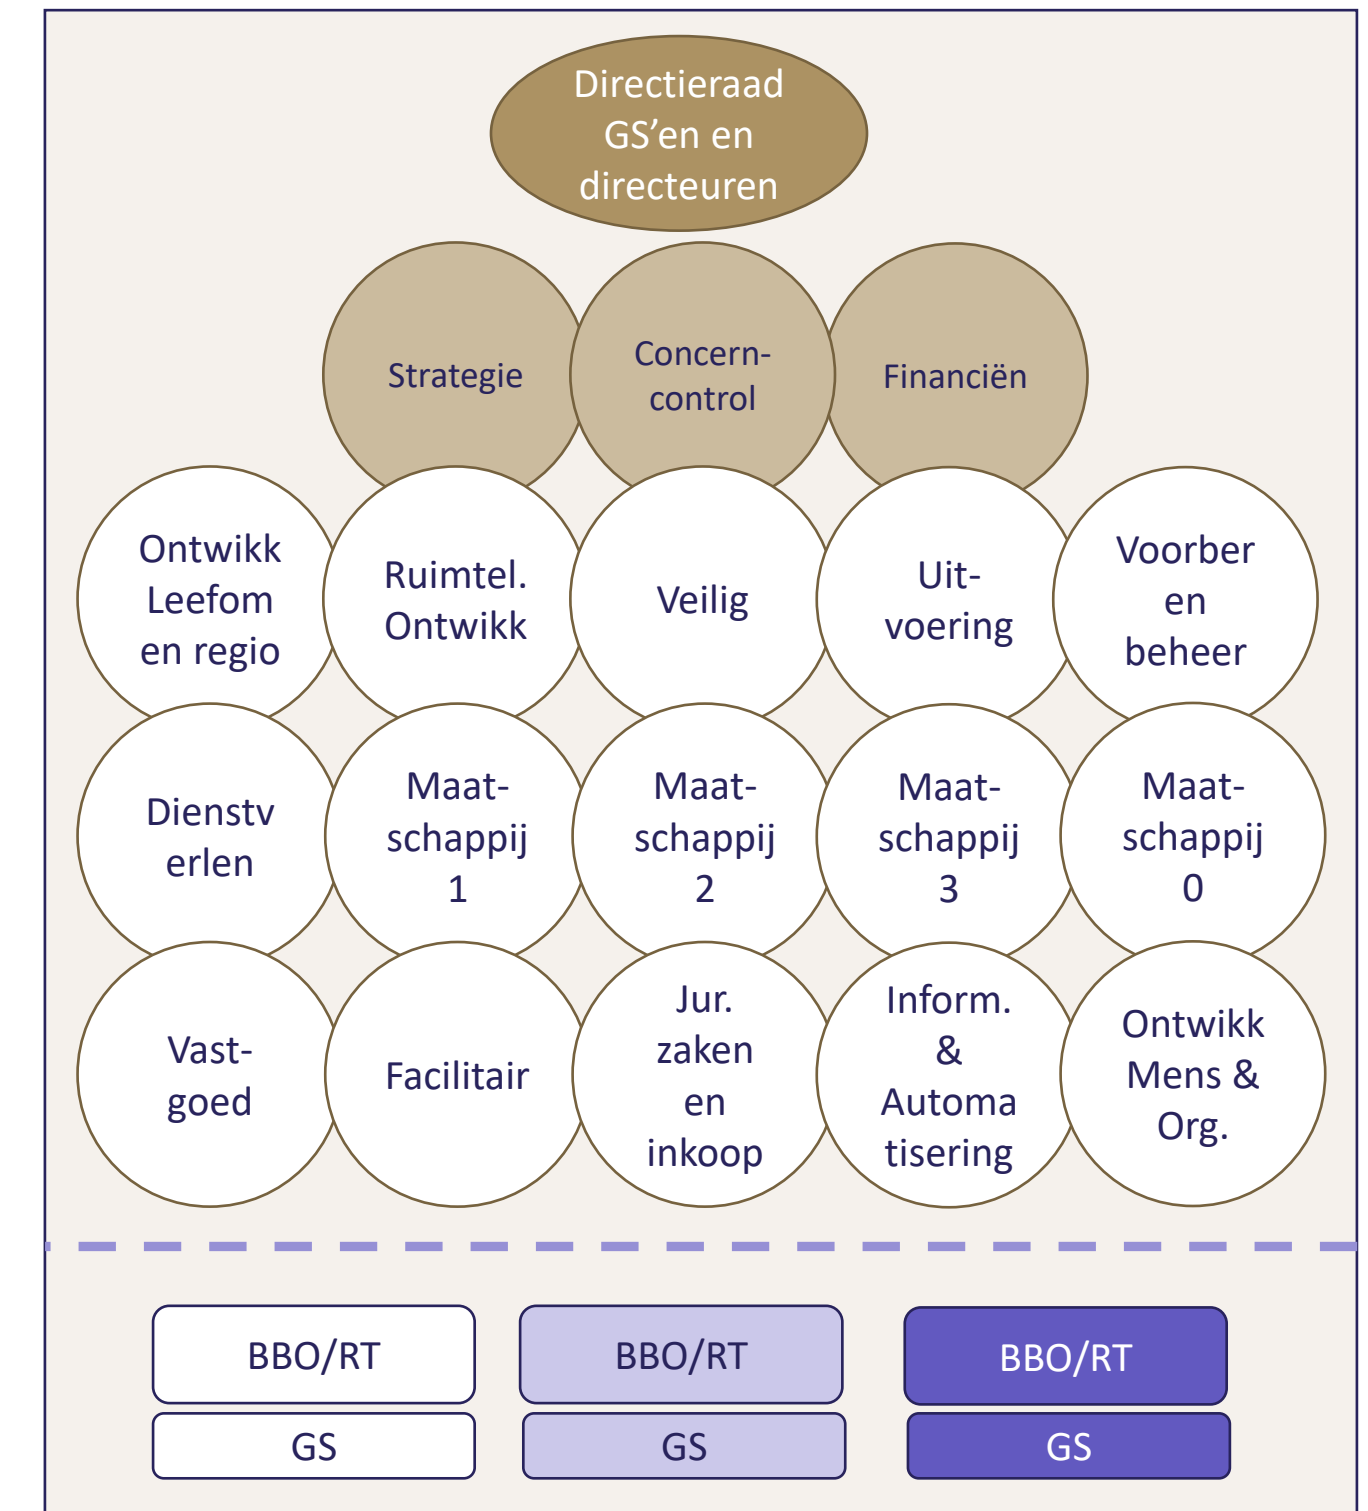 Directieraad
GS’en en
directeuren
Strategie
Concern-
control
Financiën
Ontwikk
Leefom
en regio
Ruimtel.
Ontwikk
Veilig
Uit-
voering
Voorber
en
beheer
Dienstv
erlen
Maat-
schappij
1
Maat-
schappij
2
Maat-
schappij
3
Maat-
schappij
0
Vast-
goed
Facilitair
Jur.
zaken
en
inkoop
Inform.
&
Automa
tisering
Ontwikk
Mens &
Org.
BBO/RT
BBO/RT
BBO/RT
GS
GS
GS